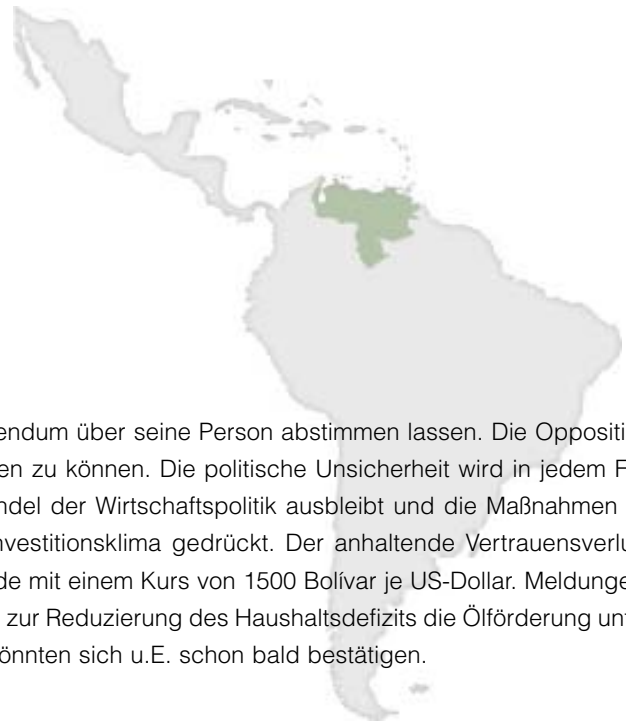 endum über seine Person abstimmen lassen. Die Oppositi
en zu können. Die politische Unsicherheit wird in jedem F
ndel der Wirtschaftspolitik ausbleibt und die Maßnahmen
nvestitionsklima gedrückt. Der anhaltende Vertrauensverlu
de mit einem Kurs von 1500 Bolívar je US-Dollar. Meldunge
zur Reduzierung des Haushaltsdefizits die Ölförderung unt
önnten sich u.E. schon bald bestätigen.